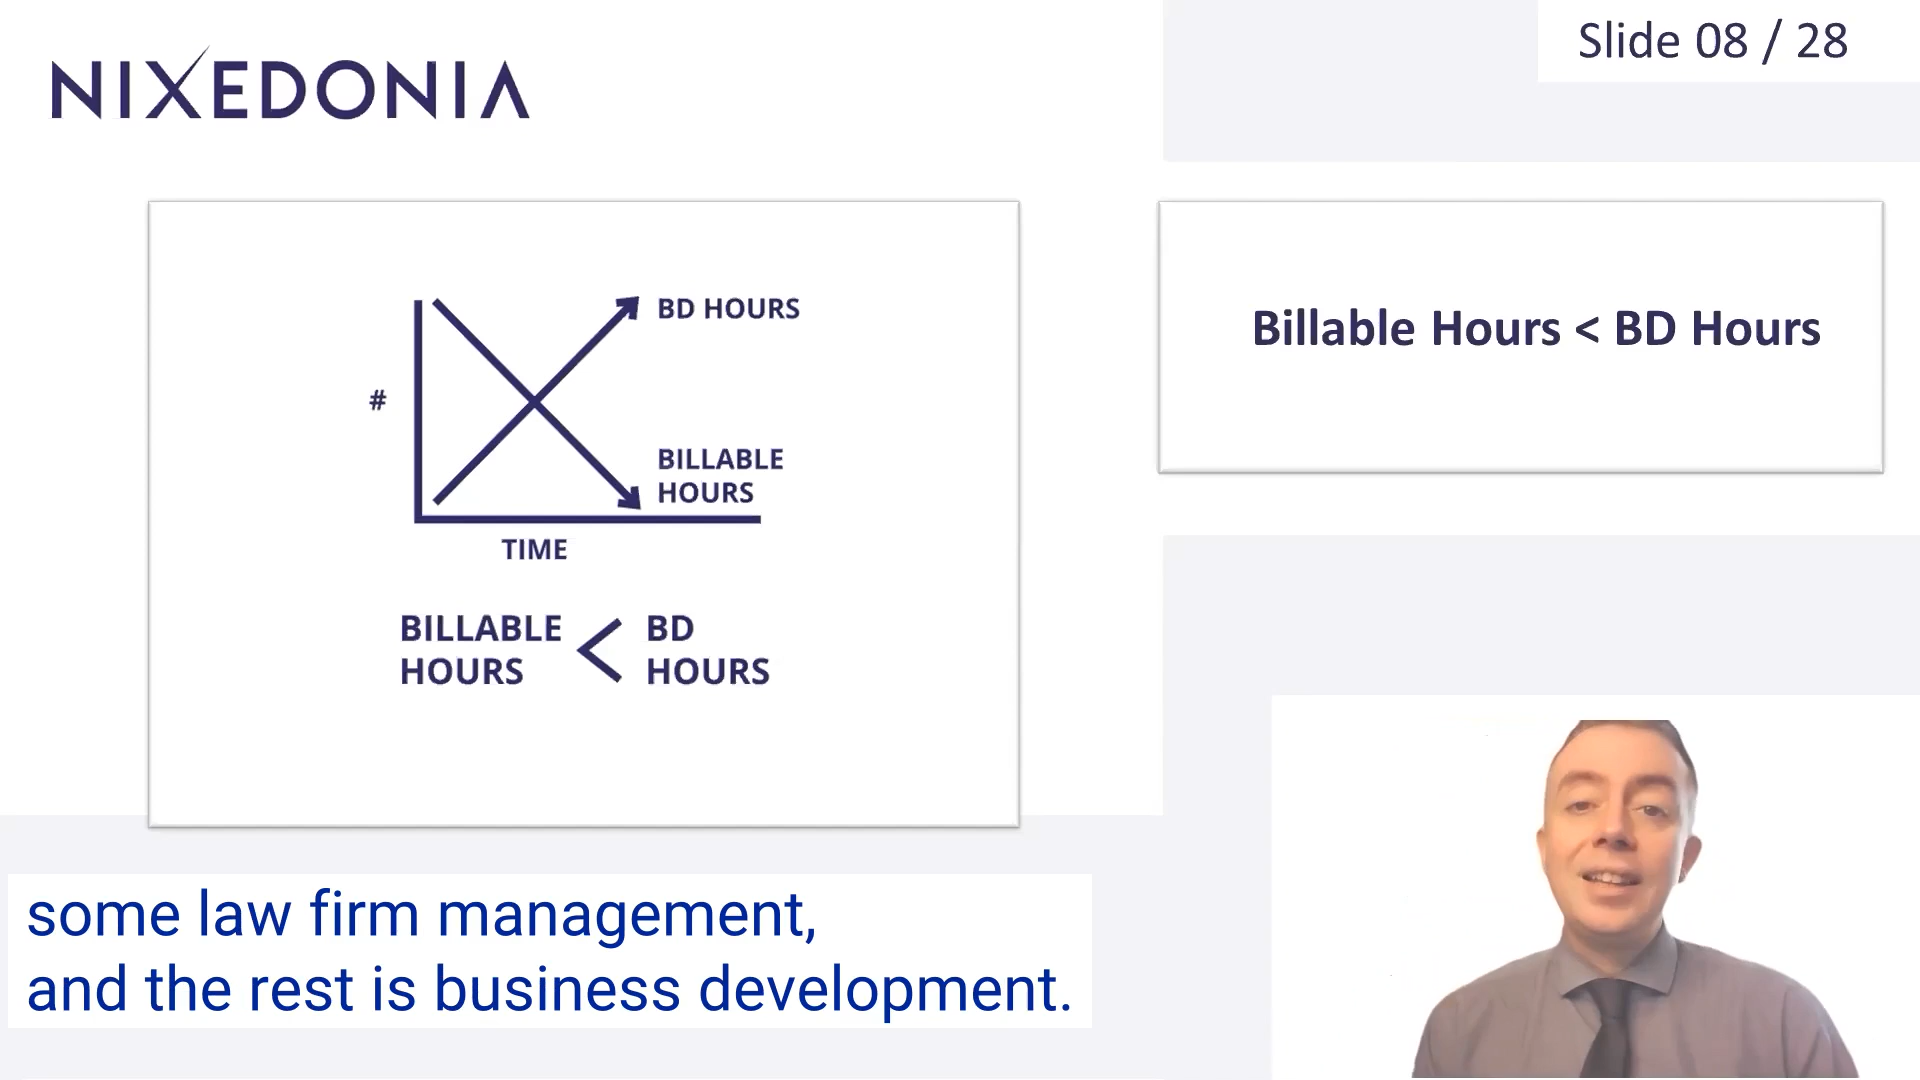 NIXEDONIA
Slide 08 / 28
BD HOURS
#
BILLABLE
HOURS
TIME
BILLABLE < BD
HOURS HOURS
Billable Hours < BD Hours
some law firm management,
and the rest is business development.